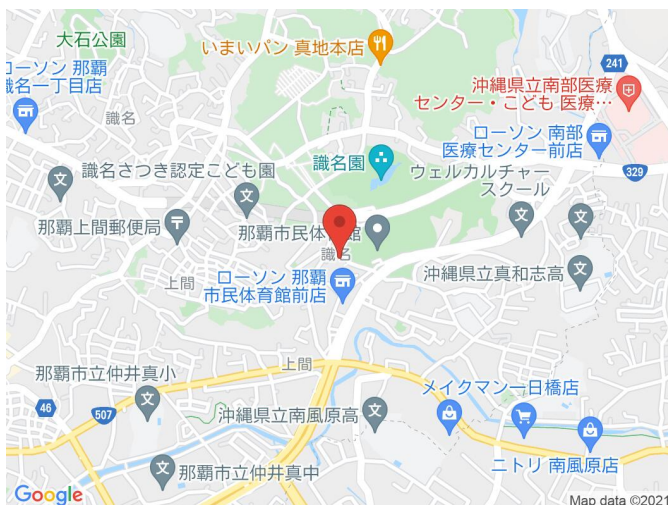 大石公園
いまいパン 真地本店
241
沖縄県立南部医療
センター・こども 医療…
ローソン 那覇
識名一丁目店
識名
ローソン 南部
医療センター前店
識名園
329
識名さつき認定こども園
ウェルカルチャー
スクール
那覇上間郵便局
那覇市民体育館
識名
上間
ローソン 那覇
市民体育館前店
沖縄県立真和志高
上間
那覇市立仲井真小
メイクマン一日橋店
46
507
沖縄県立南風原高
ニトリ 南風原店
那覇市立仲井真中
Google
Map data ©2021